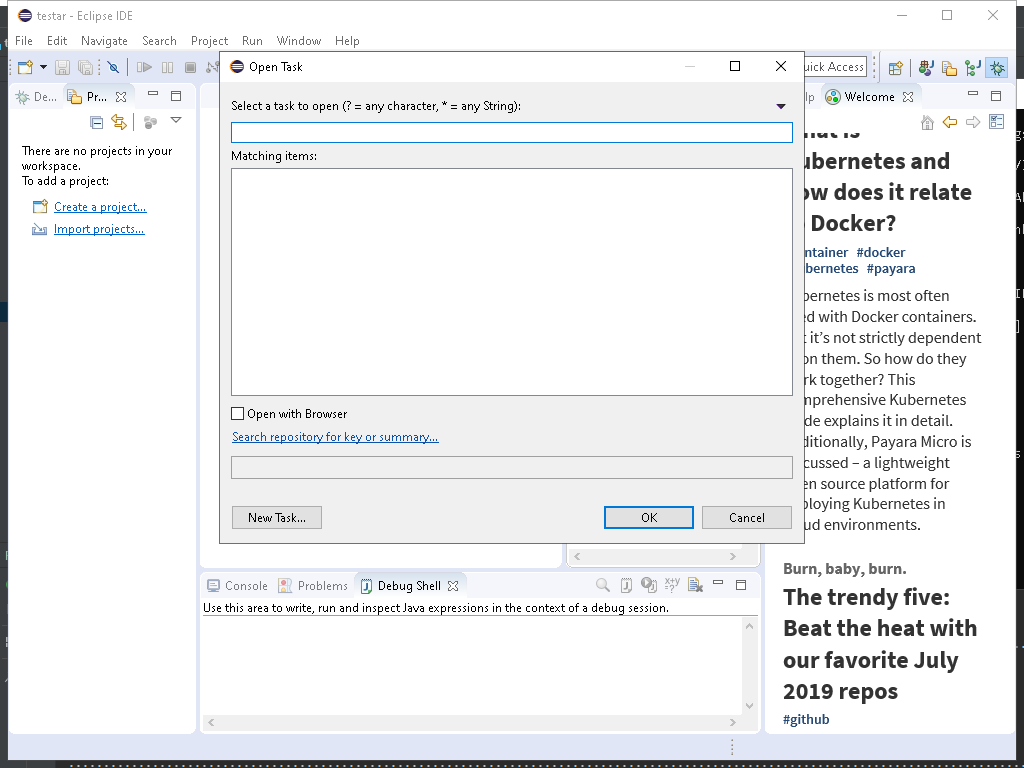 testar - Eclipse IDE
File Edit Navigate Search Project Run Window Help
Open Task
uick Access
De...
Pr...
Welcome
Select a task to open (? = any character, * = any String):
Matching items:
There are no projects in your
workspace.
To add a project:
Create a project...
Import projects...
Open with Browser
Search repository for key or summary...
New Task...
OK
Cancel
is
ubernetes and
ow does it relate
Docker?
ntainer #docker
bernetes #payara
bernetes is most often
ed with Docker containers.
it's not strictly dependent
on them. So how do they
rk together? This
mprehensive Kubernetes
de explains it in detail.
ditionally, Payara Micro is
cussed – a lightweight
en source platform for
ploying Kubernetes in
ud environments.
Burn, baby, burn.
The trendy five:
Beat the heat with
our favorite July
2019 repos
#github
Console
Problems
Debug Shell
Use this area to write, run and inspect Java expressions in the context of a debug session.